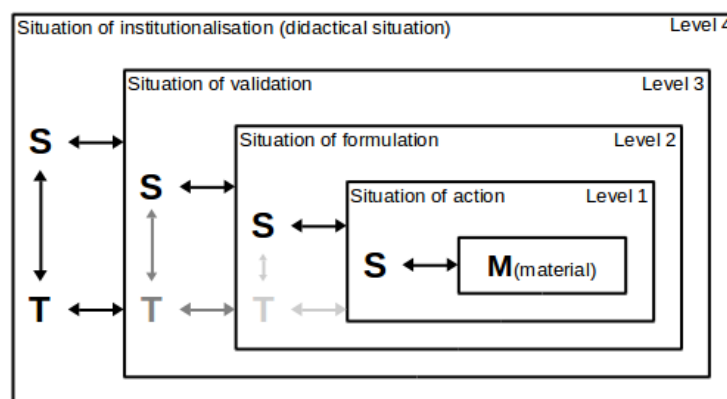 Situation of institutionalisation (didactical situation) Level 4
Situation of validation Level 3
Situation of formulation Level 2
Situation of action Level 1
S
S
S
S M(material)
T T T